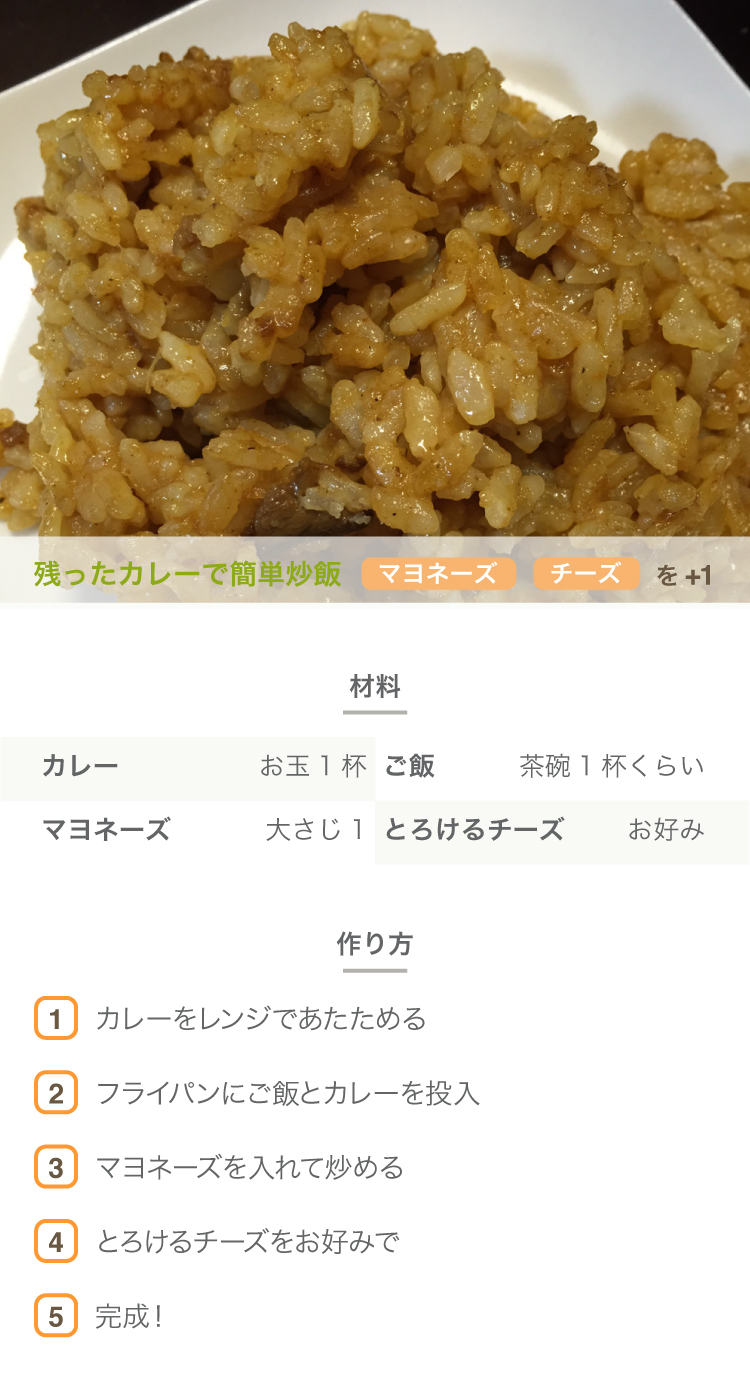 残ったカレーで簡単炒飯 マヨネーズ チーズ を+1
材料
カレー お玉1杯 ご飯 茶碗1杯くらい
マヨネーズ 大さじ1 とろけるチーズ お好み
作り方
1 カレーをレンジであたためる
2 フライパンにご飯とカレーを投入
3 マヨネーズを入れて炒める
4 とろけるチーズをお好みで
5 完成！